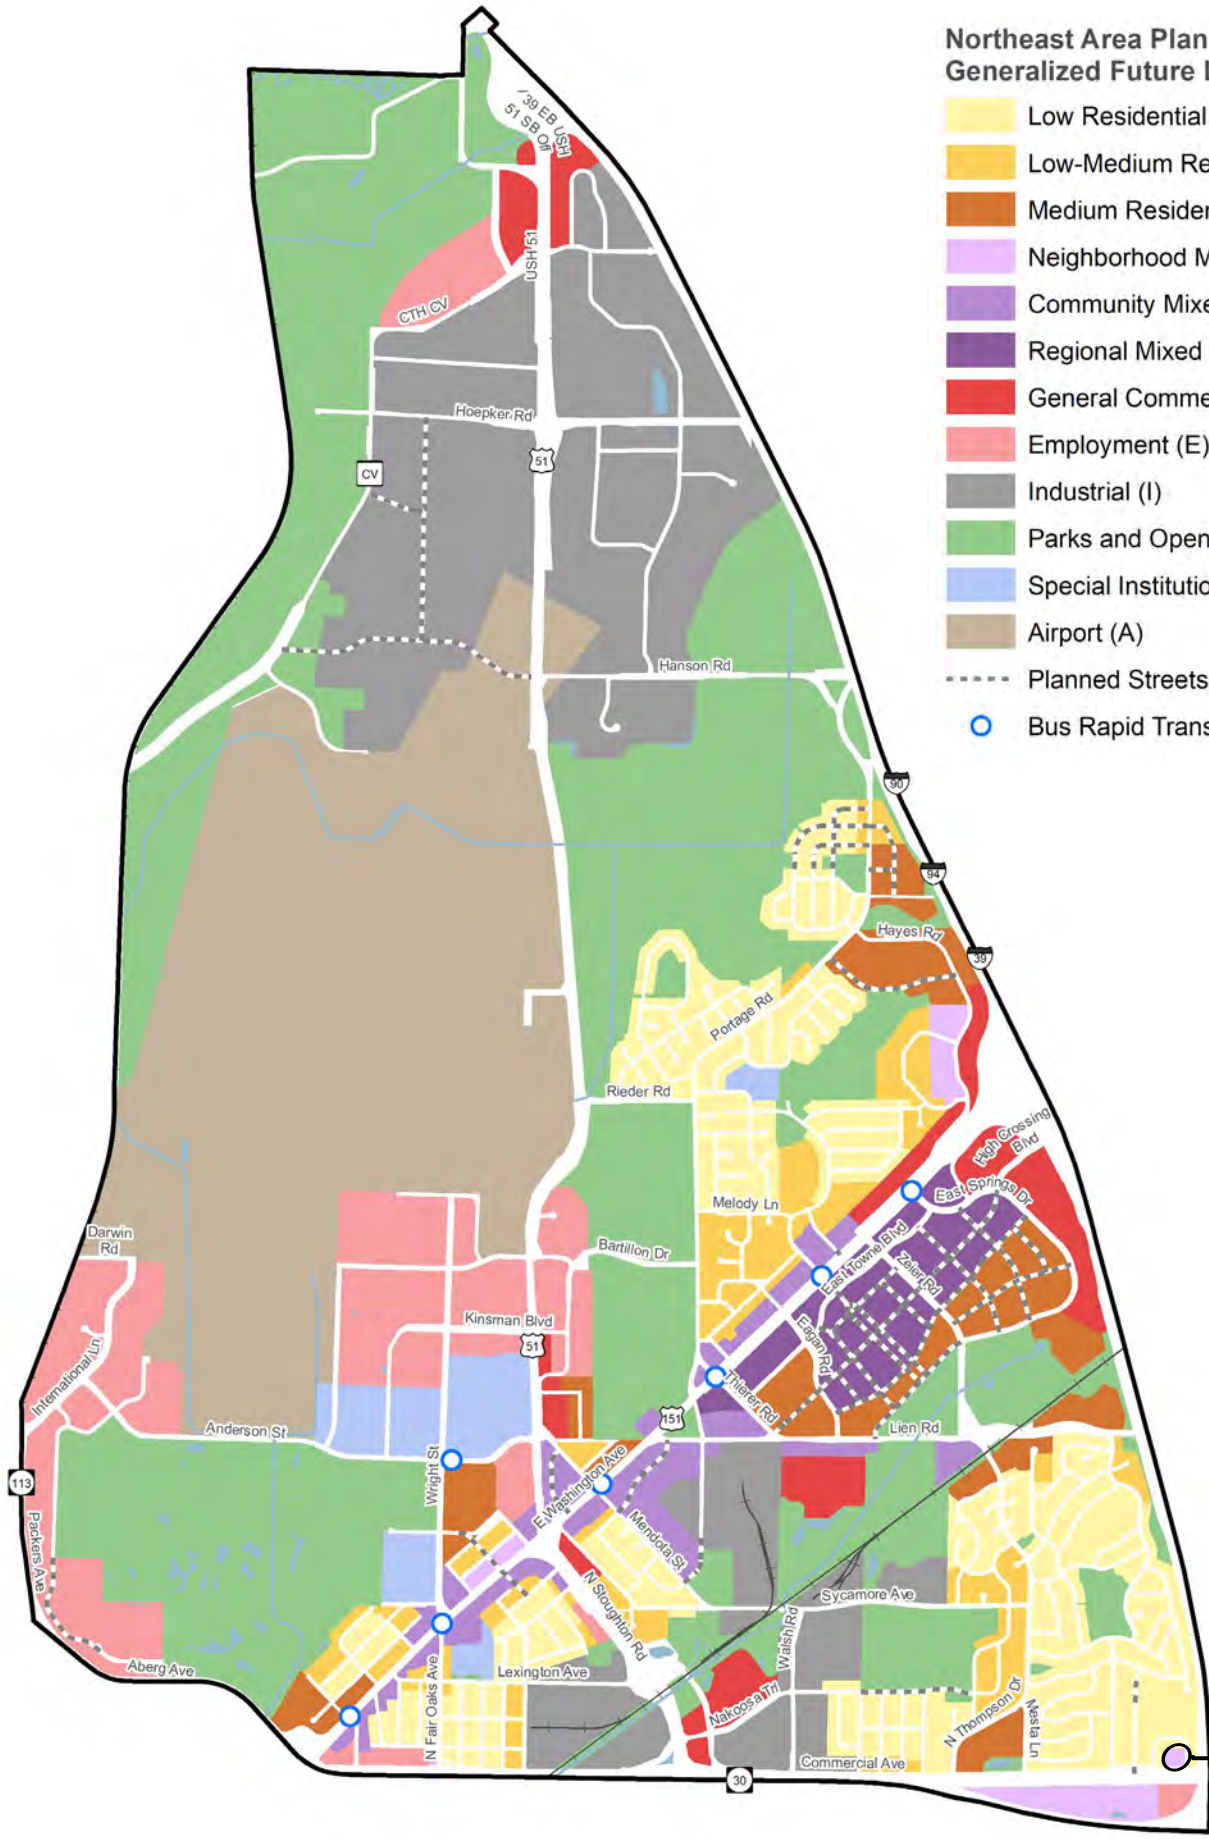 Northeast Area Plan
Generalized Future L
Low Residential
Low-Medium Re
Medium Resider
Neighborhood M
Community Mixe
Regional Mixed
General Comme
Employment (E)
Industrial (I)
Parks and Open
Special Institutio
Airport (A)
Planned Streets
Bus Rapid Trans
/39 EB USH
51 SB Off
USH 51
CTH CV
Hoepker Rd
51
CV
Hanson Rd
90
94
Hayes Rd
39
Portage Rd
Rieder Rd
High Crossing
Blvd
East Springs Dr
Melody Ln
Darwin
Rd
Bartillon Dr
East Towne Blvd
Zeier Rd
Kinsman Blvd
51
Eagan Rd
International Ln
Thierer Rd
151
Anderson St
Lien Rd
Wright St
E Washington Ave
113
Packers Ave
Mendota St
N Stoughton Rd
Sycamore Ave
Walsh Rd
Aberg Ave
Lexington Ave
N Fair Oaks Ave
Nakoosa Trl
N Thompson Dr
Mesta Ln
Commercial Ave
30